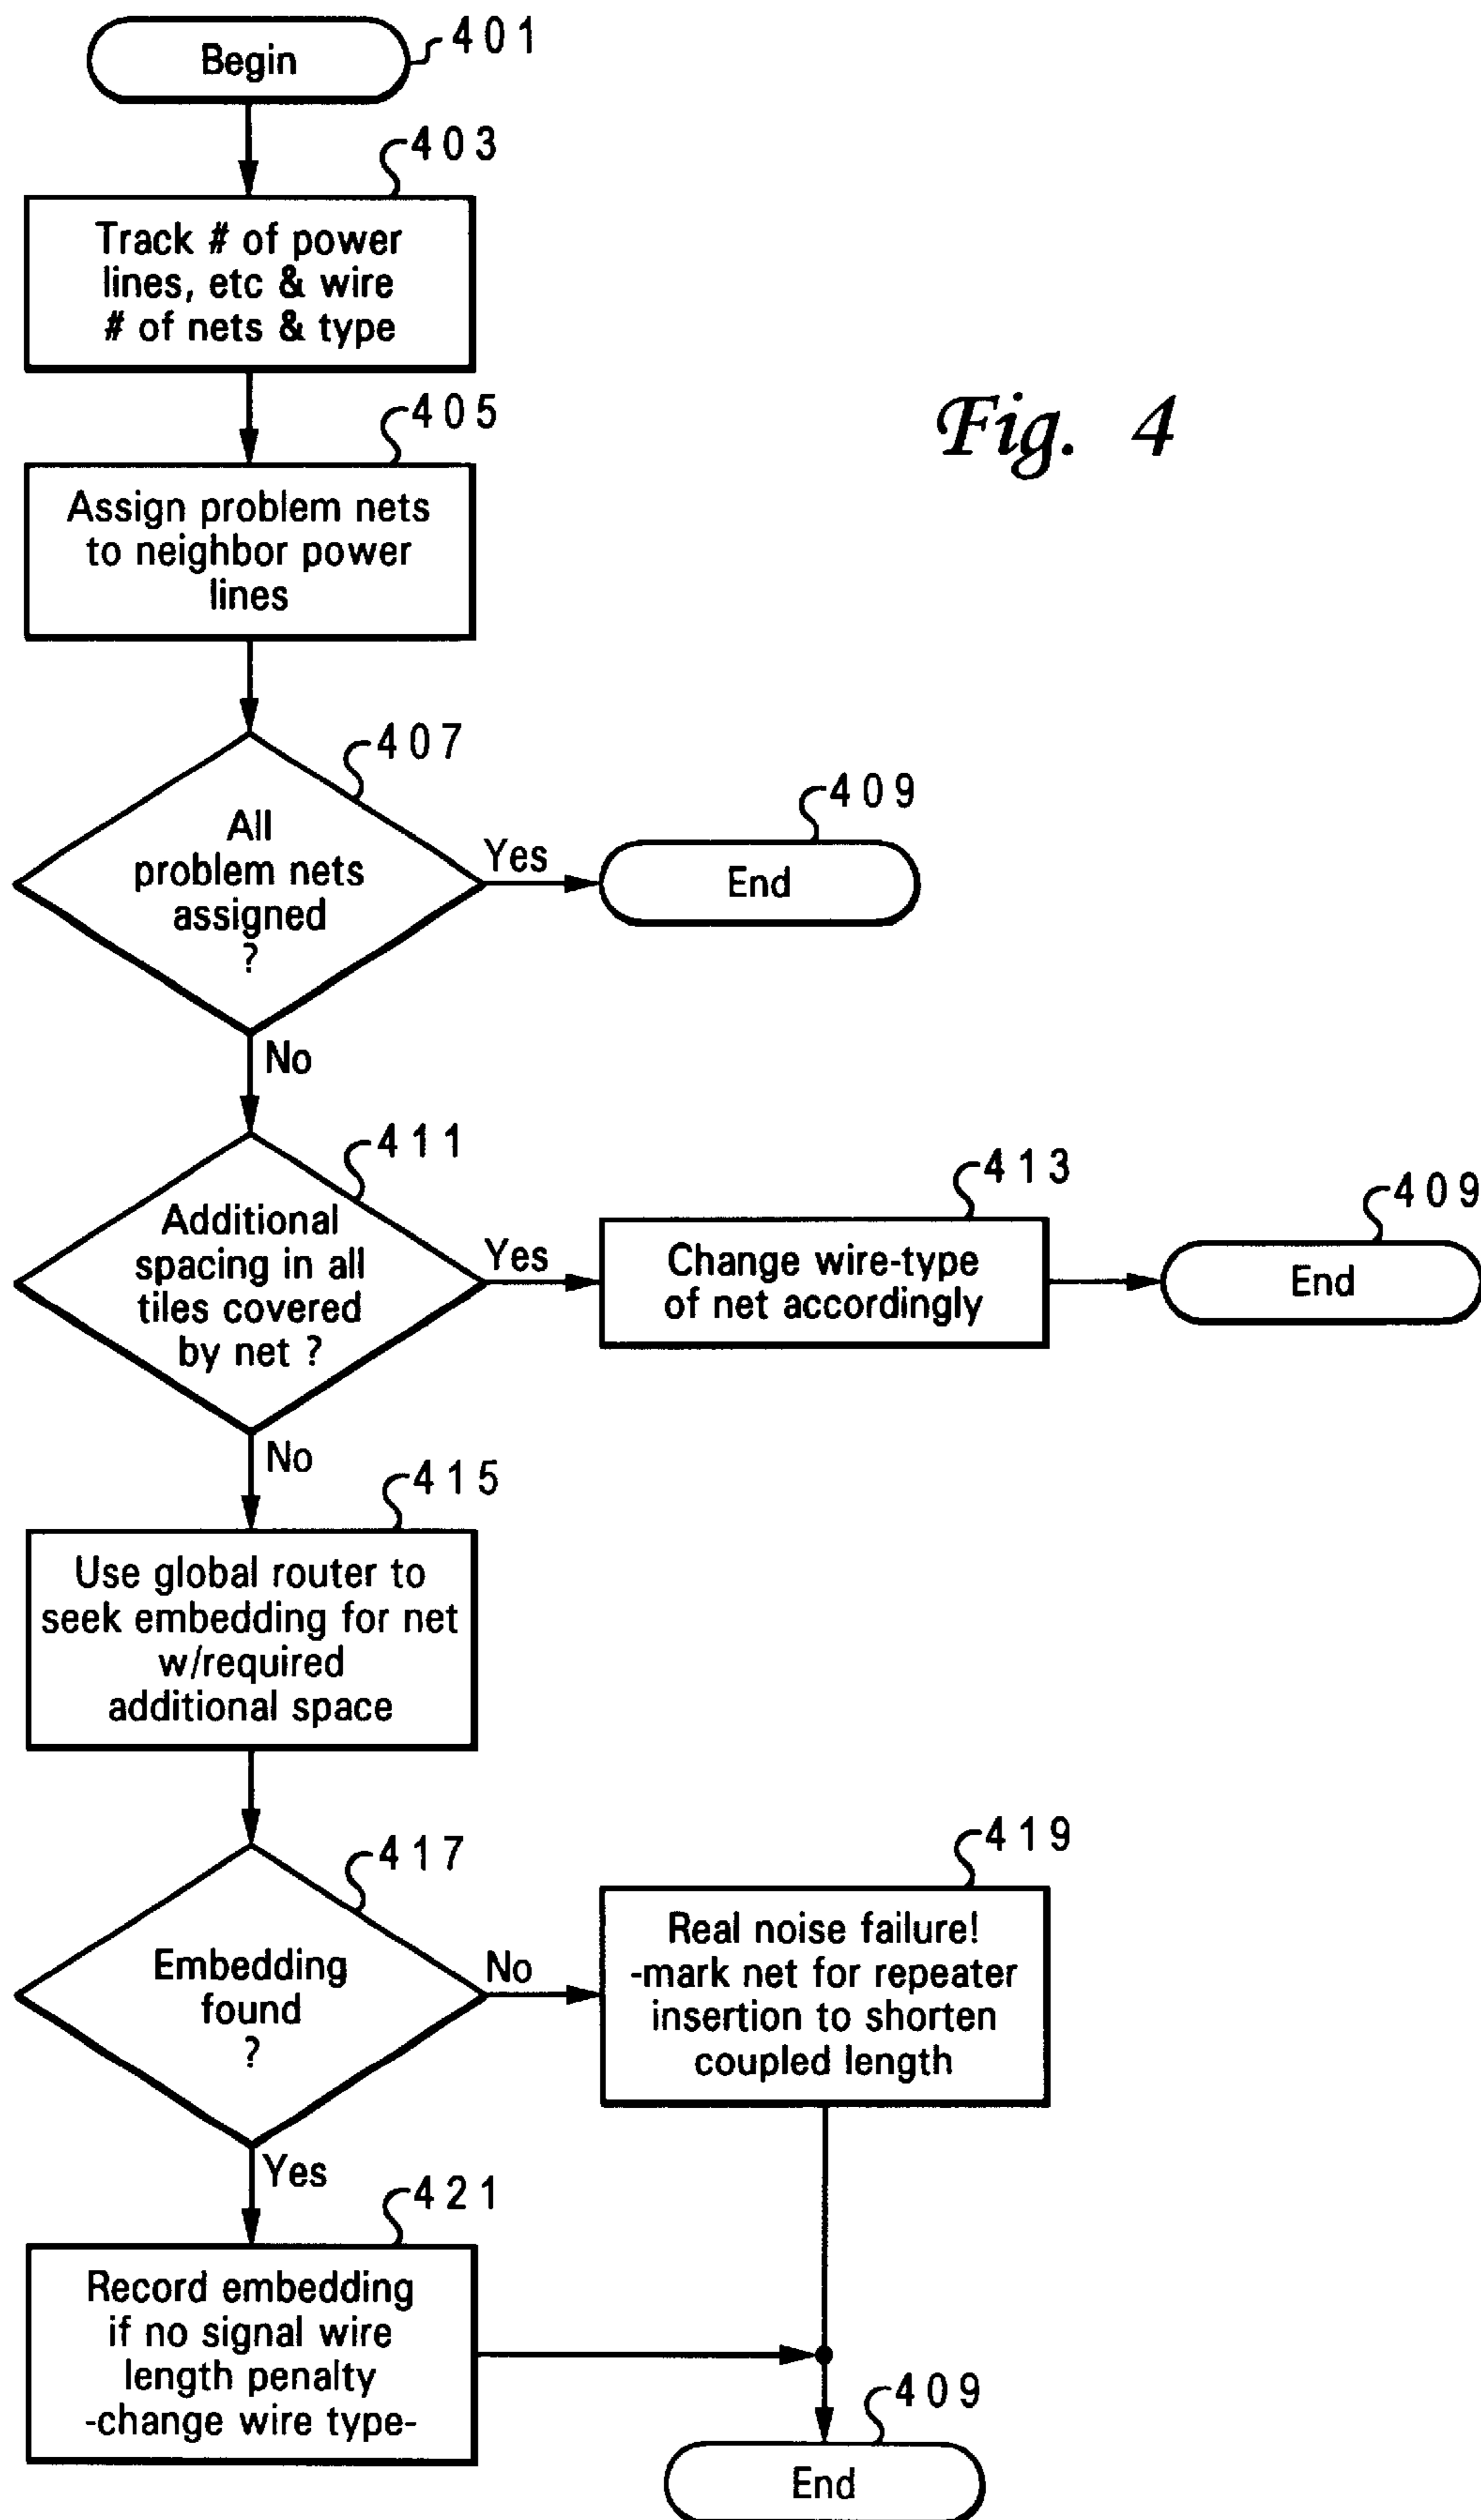 Begin
401
403
Track # of power
lines, etc & wire
# of nets & type
405
Fig. 4
Assign problem nets
to neighbor power
lines
407
All
problem nets
assigned
?
Yes
409
End
No
411
Additional
spacing in all
tiles covered
by net ?
Yes
413
Change wire-type
of net accordingly
409
End
No
415
Use global router to
seek embedding for net
w/required
additional space
417
Embedding
found
?
No
419
Real noise failure!
-mark net for repeater
insertion to shorten
coupled length
Yes
421
Record embedding
if no signal wire
length penalty
-change wire type-
409
End